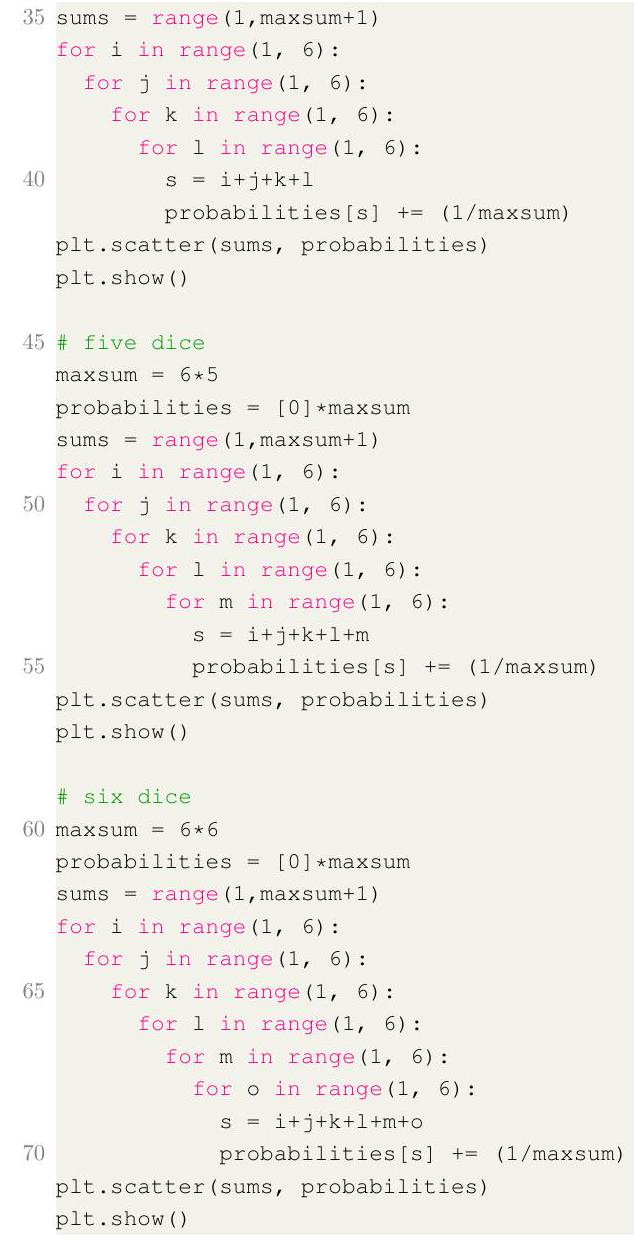 35 sums = range(1,maxsum+1)
for i in range(1, 6):
  for j in range(1, 6):
    for k in range(1, 6):
      for l in range(1, 6):
40         s = i+j+k+l
        probabilities[s] += (1/maxsum)
plt.scatter(sums, probabilities)
plt.show()

45 # five dice
maxsum = 6*5
probabilities = [0]*maxsum
sums = range(1,maxsum+1)
for i in range(1, 6):
50   for j in range(1, 6):
    for k in range(1, 6):
      for l in range(1, 6):
        for m in range(1, 6):
          s = i+j+k+l+m
55           probabilities[s] += (1/maxsum)
plt.scatter(sums, probabilities)
plt.show()

# six dice
60 maxsum = 6*6
probabilities = [0]*maxsum
sums = range(1,maxsum+1)
for i in range(1, 6):
  for j in range(1, 6):
65     for k in range(1, 6):
      for l in range(1, 6):
        for m in range(1, 6):
          for o in range(1, 6):
            s = i+j+k+l+m+o
70             probabilities[s] += (1/maxsum)
plt.scatter(sums, probabilities)
plt.show()